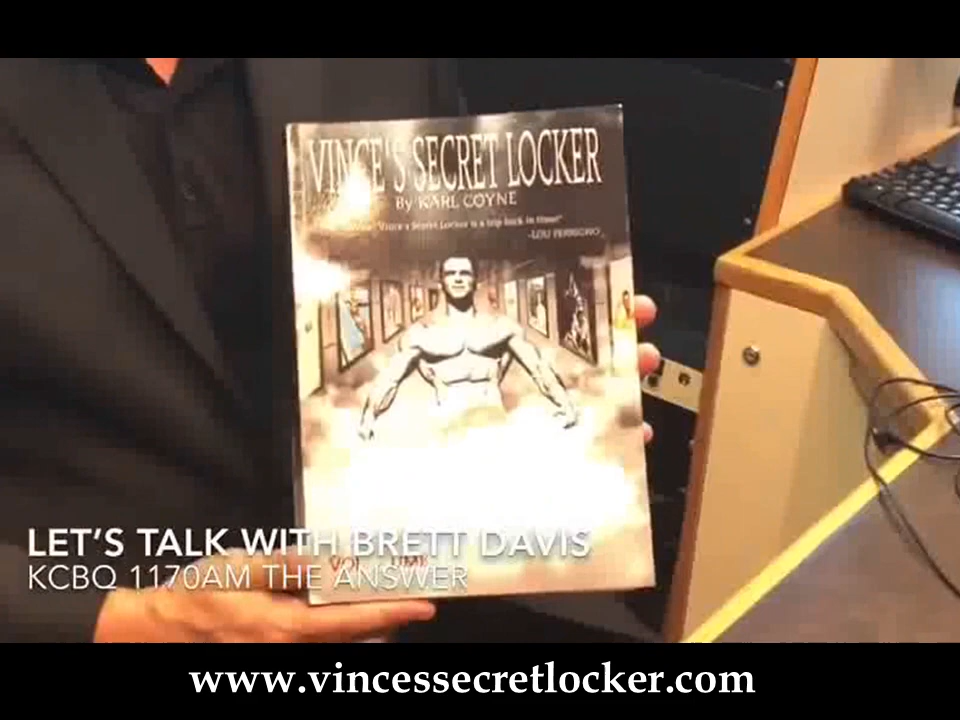 VINCE'S SECRET LOCKER
By KARL COYNE
"Vince's Secret Locker is a trip back in time!"
-LOU FERRIGNO
LET'S TALK WITH BRETT DAVIS
KCBQ 1170AM THE ANSWER
www.vincessecretlocker.com